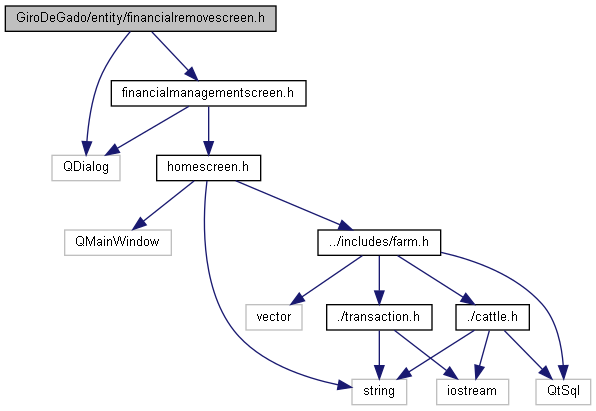 GiroDeGado/entity/financialremovescreen.h
financialmanagementscreen.h
QDialog
homescreen.h
QMainWindow
../includes/farm.h
vector
./transaction.h
./cattle.h
string
iostream
QtSql